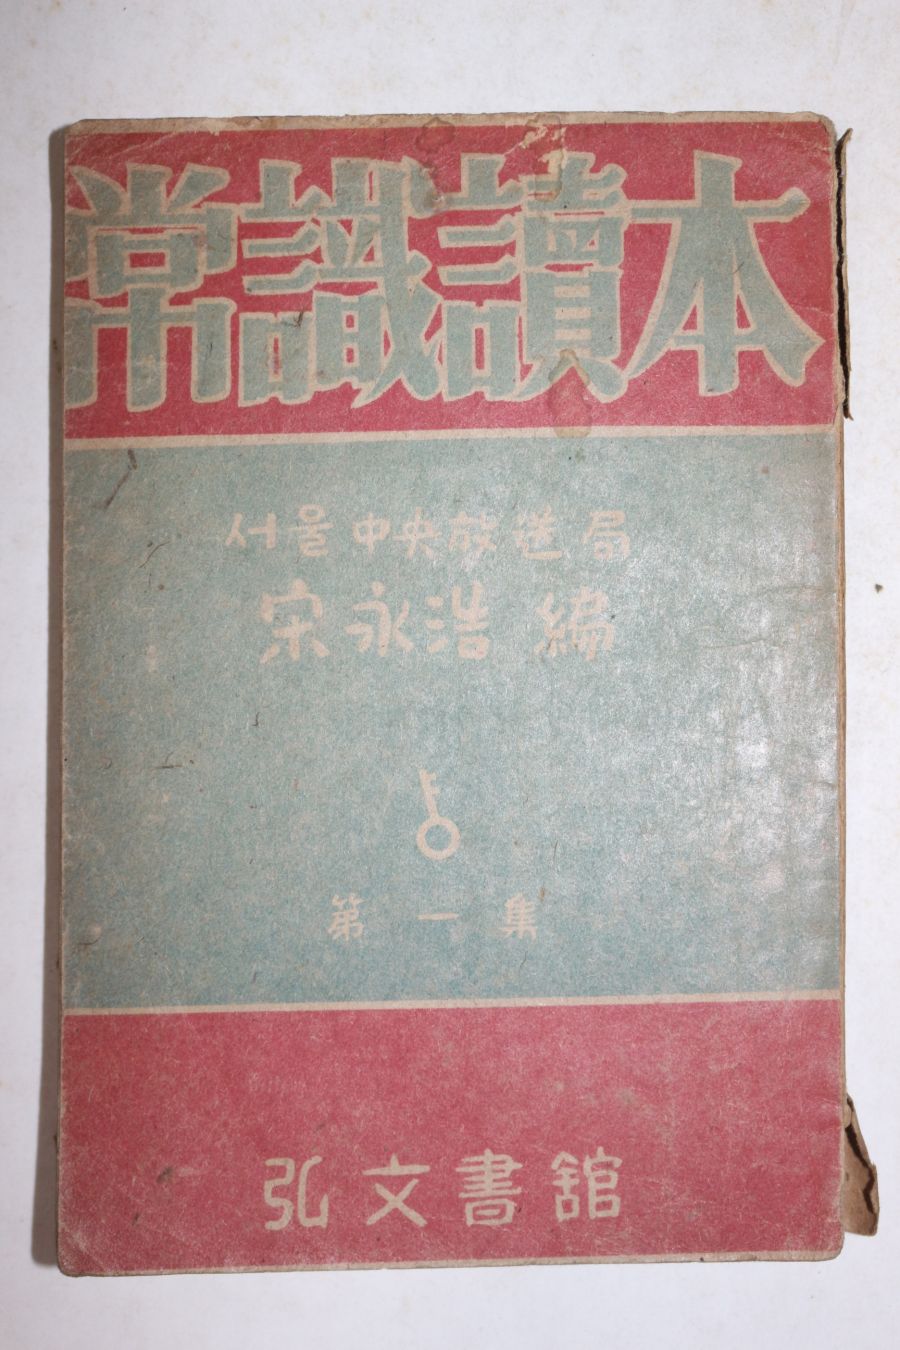 常識讀本
서울中央放送局
宋永浩 編
第一集
弘文書舘